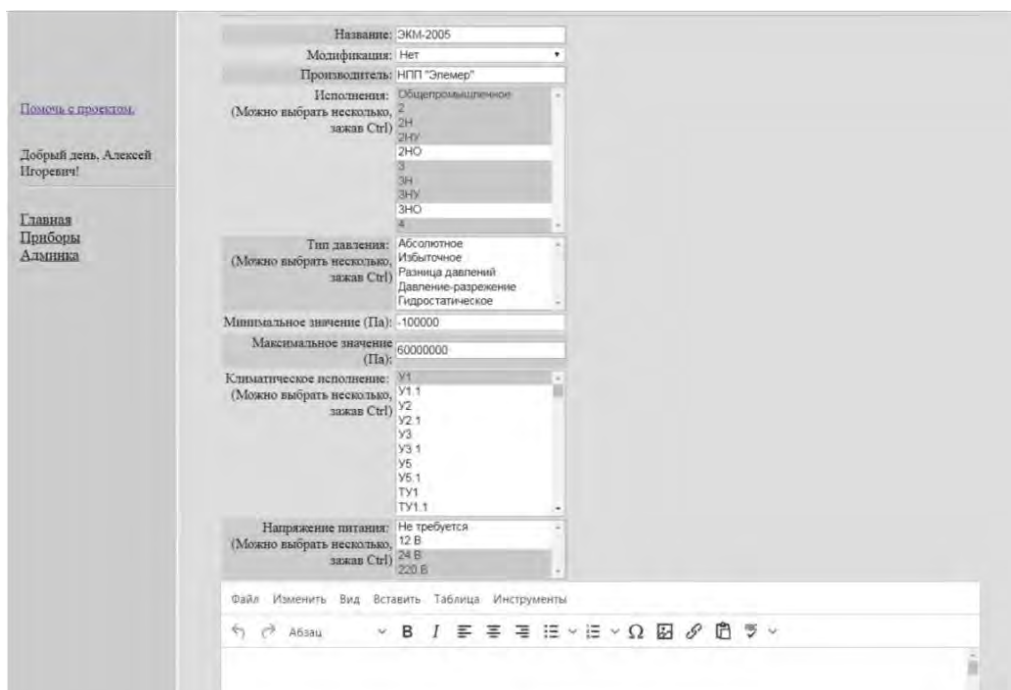 Помочь с проектом.
Добрый день, Алексей
Игоревич!
Главная
Приборы
Админка
Название: ЭКМ-2005
Модификация: Нет
Производитель: НПП "Элемер"
Исполнения:
(Можно выбрать несколько,
зажав Ctrl)
Общепромышленное
2
2Н
2НУ
2НО
3
3Н
3НУ
3НО
4
Тип давления:
(Можно выбрать несколько,
зажав Ctrl)
Абсолютное
Избыточное
Разница давлений
Давление-разрежение
Гидростатическое
Минимальное значение (Па): -100000
Максимальное значение
(Па): 60000000
Климатическое исполнение:
(Можно выбрать несколько,
зажав Ctrl)
У1
У1.1
У2
У2.1
У3
У3.1
У5
У5.1
ТУ1
ТУ1.1
Напряжение питания:
(Можно выбрать несколько,
зажав Ctrl)
Не требуется
12 В
24 В
220 В
Файл Изменить Вид Вставить Таблица Инструменты
Абзац B I Ω